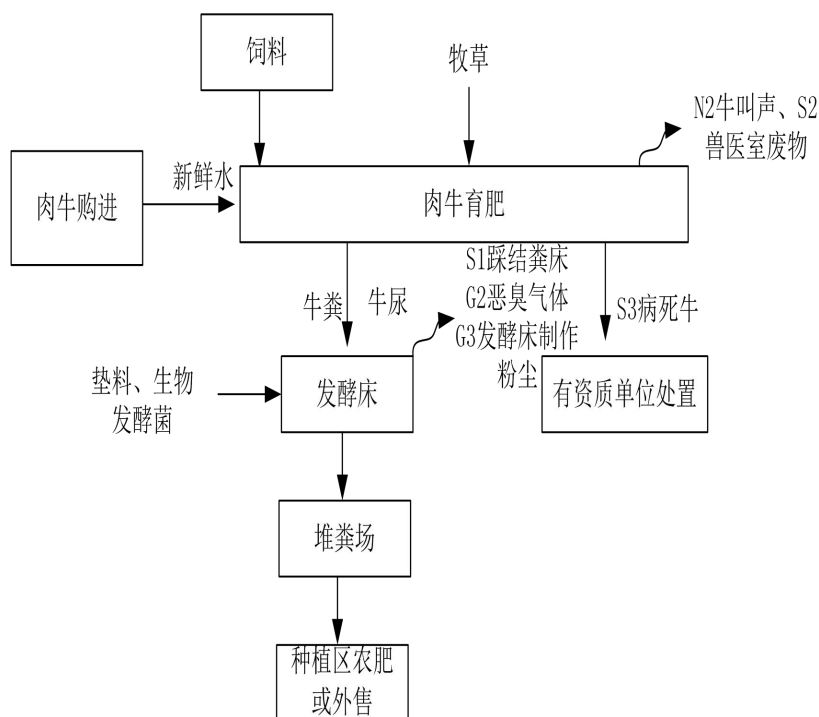 饲料
牧草
N2牛叫声、S2
兽医室废物
新鲜水
肉牛购进
肉牛育肥
S1踩结粪床
牛粪
牛尿
G2恶臭气体
S3病死牛
G3发酵床制作
粉尘
垫料、生物
发酵菌
发酵床
有资质单位处置
堆粪场
种植区农肥
或外售